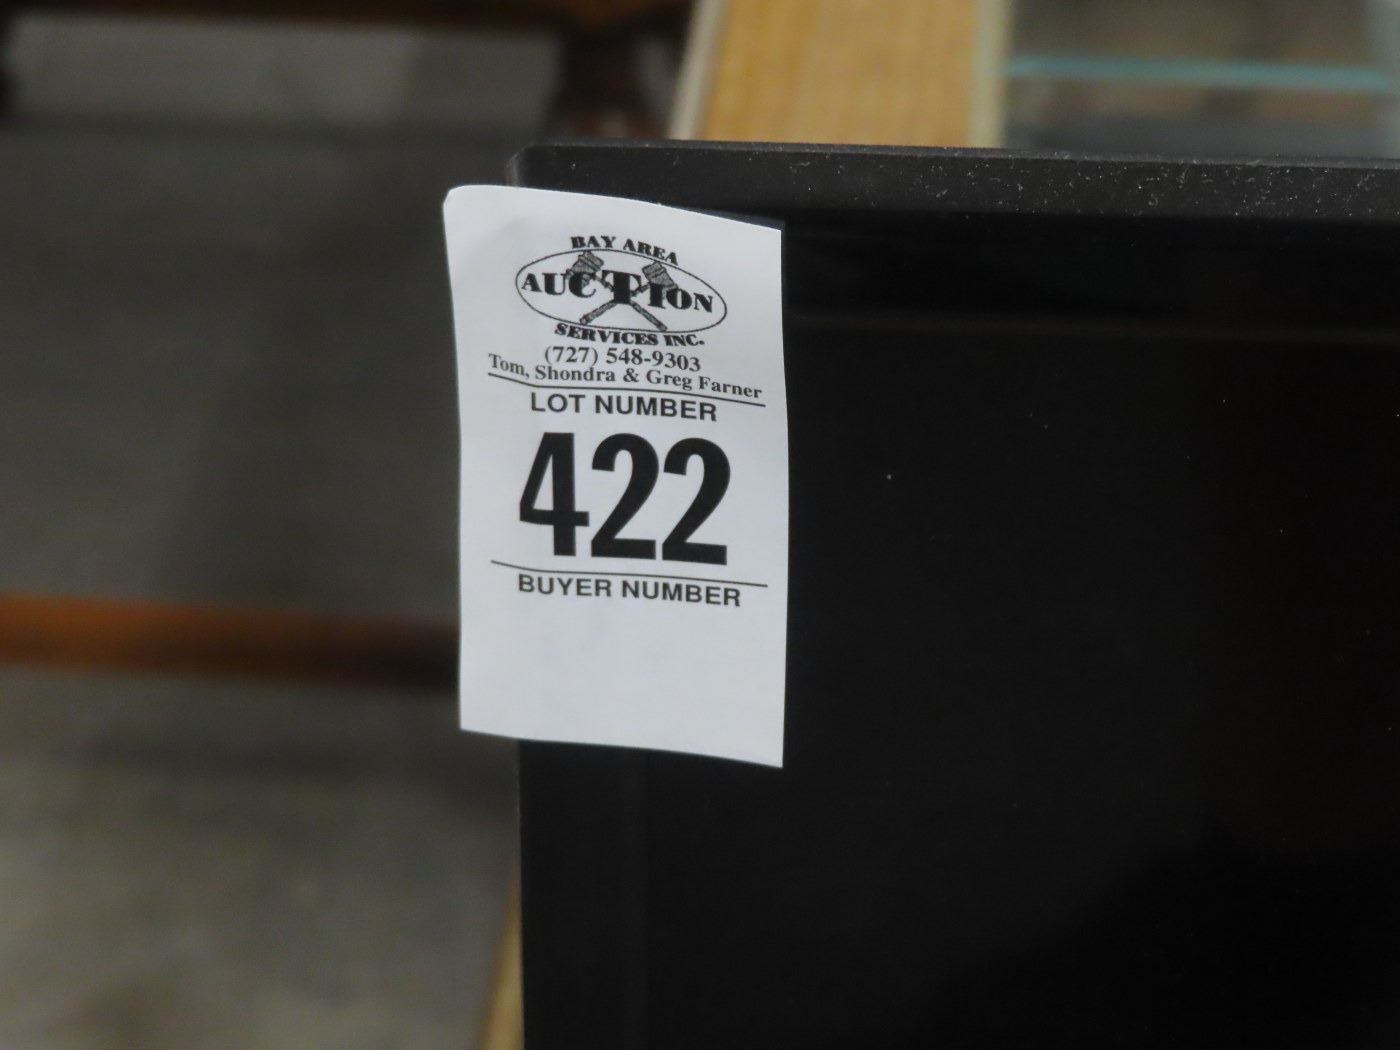 BAY AREA
AUCTION
SERVICES INC.
(727) 548-9303
Tom, Shondra & Greg Farner
LOT NUMBER
422
BUYER NUMBER